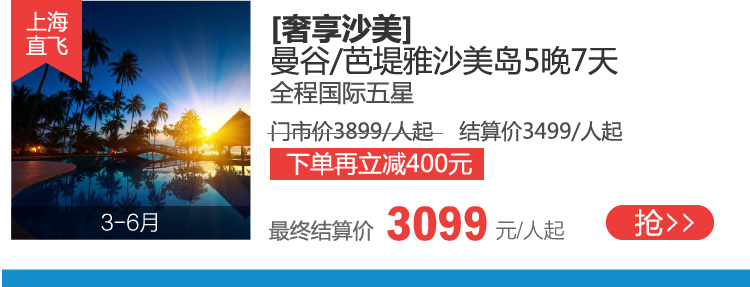 上海
直飞
3-6月
[奢享沙美]
曼谷/芭堤雅沙美岛5晚7天
全程国际五星
门市价3899/人起 结算价3499/人起
下单再立减400元
最终结算价 3099 元/人起
抢>>